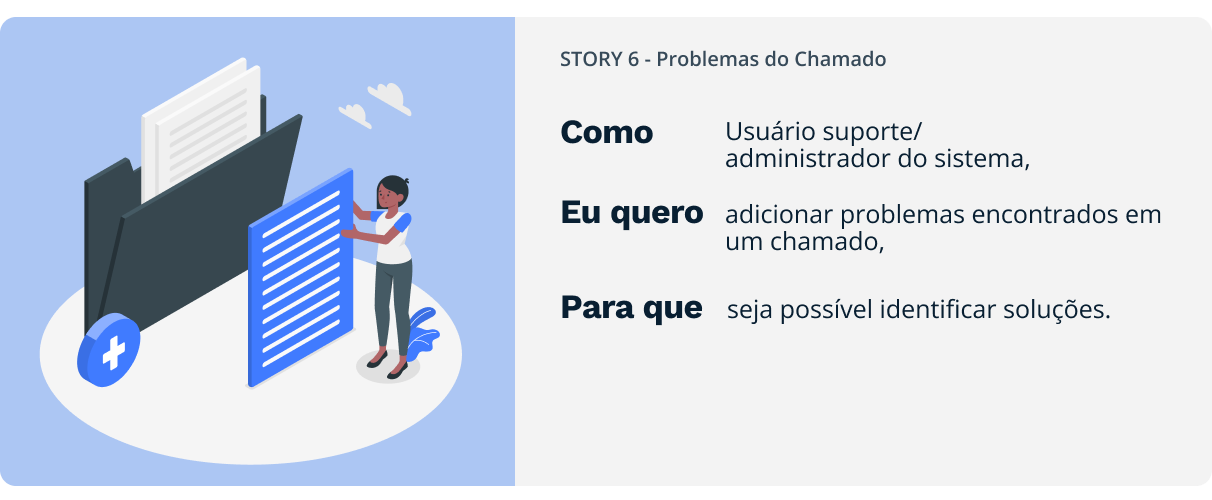 STORY 6 - Problemas do Chamado
Como
Usuário suporte/
administrador do sistema,
Eu quero
adicionar problemas encontrados em
um chamado,
Para que
seja possível identificar soluções.